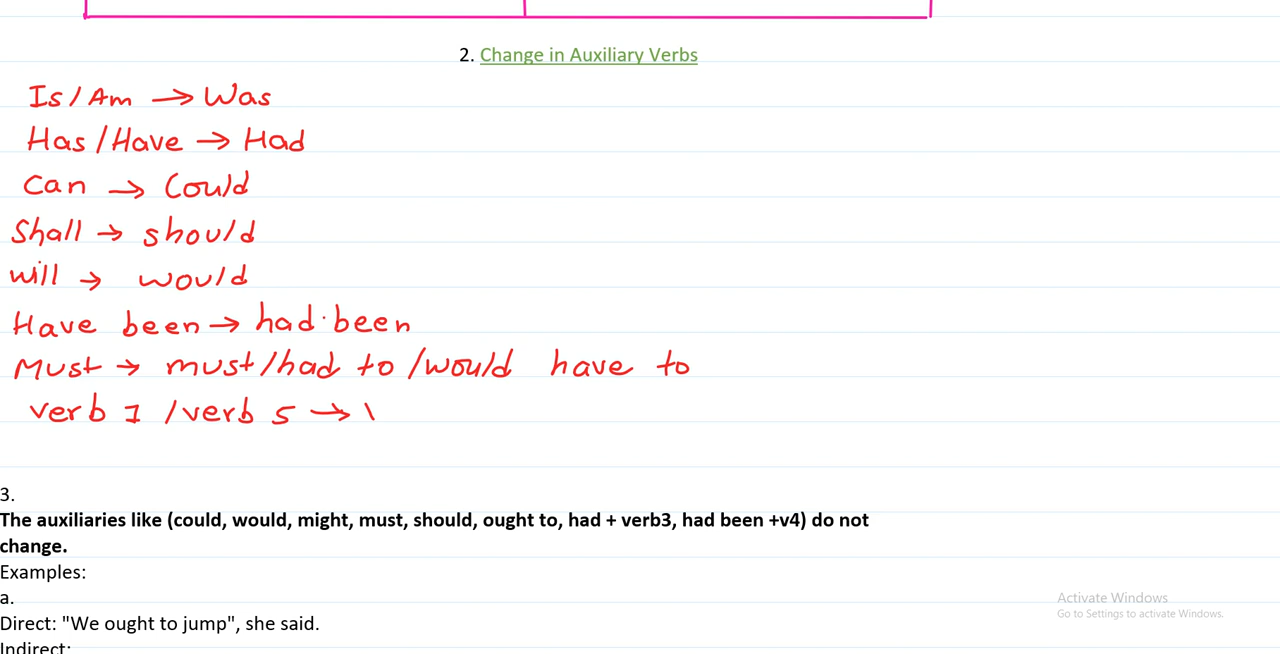 2. Change in Auxiliary Verbs
Is/Am → Was
Has/Have → Had
Can → Could
Shall → should
will → would
Have been → had been
Must → must/had to/would have to
verb 1 /verb 5 →
3.
The auxiliaries like (could, would, might, must, should, ought to, had + verb3, had been +v4) do not
change.
Examples:
a.
Direct: "We ought to jump", she said.
Indirect:
Activate Windows
Go to Settings to activate Windows.